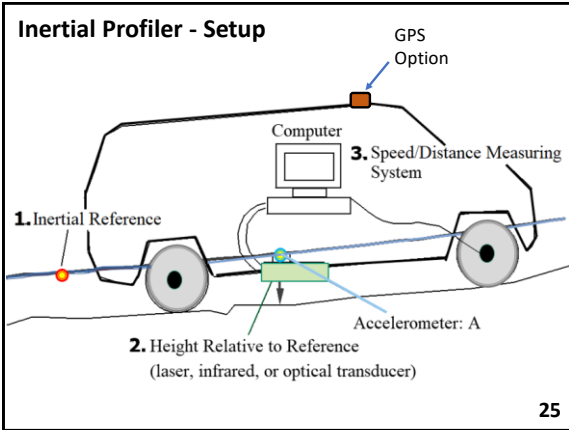 Inertial Profiler - Setup
GPS
Option
Computer
3. Speed/Distance Measuring
System
1. Inertial Reference
Accelerometer: A
2. Height Relative to Reference
(laser, infrared, or optical transducer)
25